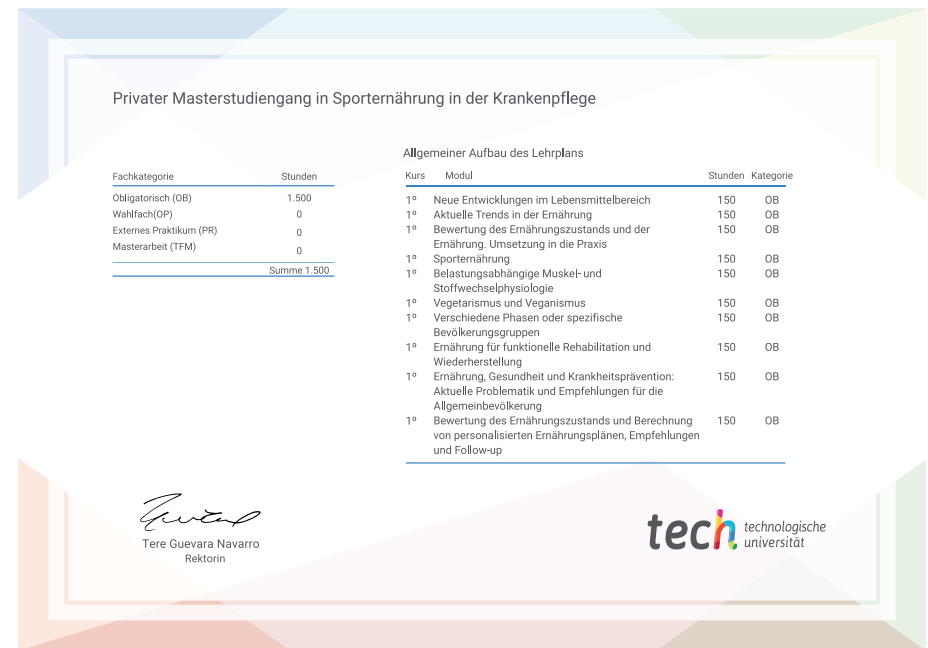 Privater Masterstudiengang in Sporternährung in der Krankenpflege
Fachkategorie Stunden
Obligatorisch (OB) 1.500
Wahlfach(OP) 0
Externes Praktikum (PR) 0
Masterarbeit (TFM) 0
Summe 1.500
Allgemeiner Aufbau des Lehrplans
Kurs Modul Stunden Kategorie
1º Neue Entwicklungen im Lebensmittelbereich 150 OB
1º Aktuelle Trends in der Ernährung 150 OB
1º Bewertung des Ernährungszustands und der 150 OB
Ernährung. Umsetzung in die Praxis
1º Sporternährung 150 OB
1º Belastungsabhängige Muskel- und 150 OB
Stoffwechselphysiologie
1º Vegetarismus und Veganismus 150 OB
1º Verschiedene Phasen oder spezifische 150 OB
Bevölkerungsgruppen
1º Ernährung für funktionelle Rehabilitation und 150 OB
Wiederherstellung
1º Ernährung, Gesundheit und Krankheitsprävention: 150 OB
Aktuelle Problematik und Empfehlungen für die
Allgemeinbevölkerung
1º Bewertung des Ernährungszustands und Berechnung 150 OB
von personalisierten Ernährungsplänen, Empfehlungen
und Follow-up
Tere Guevara Navarro
Rektorin
tech technologische
universität